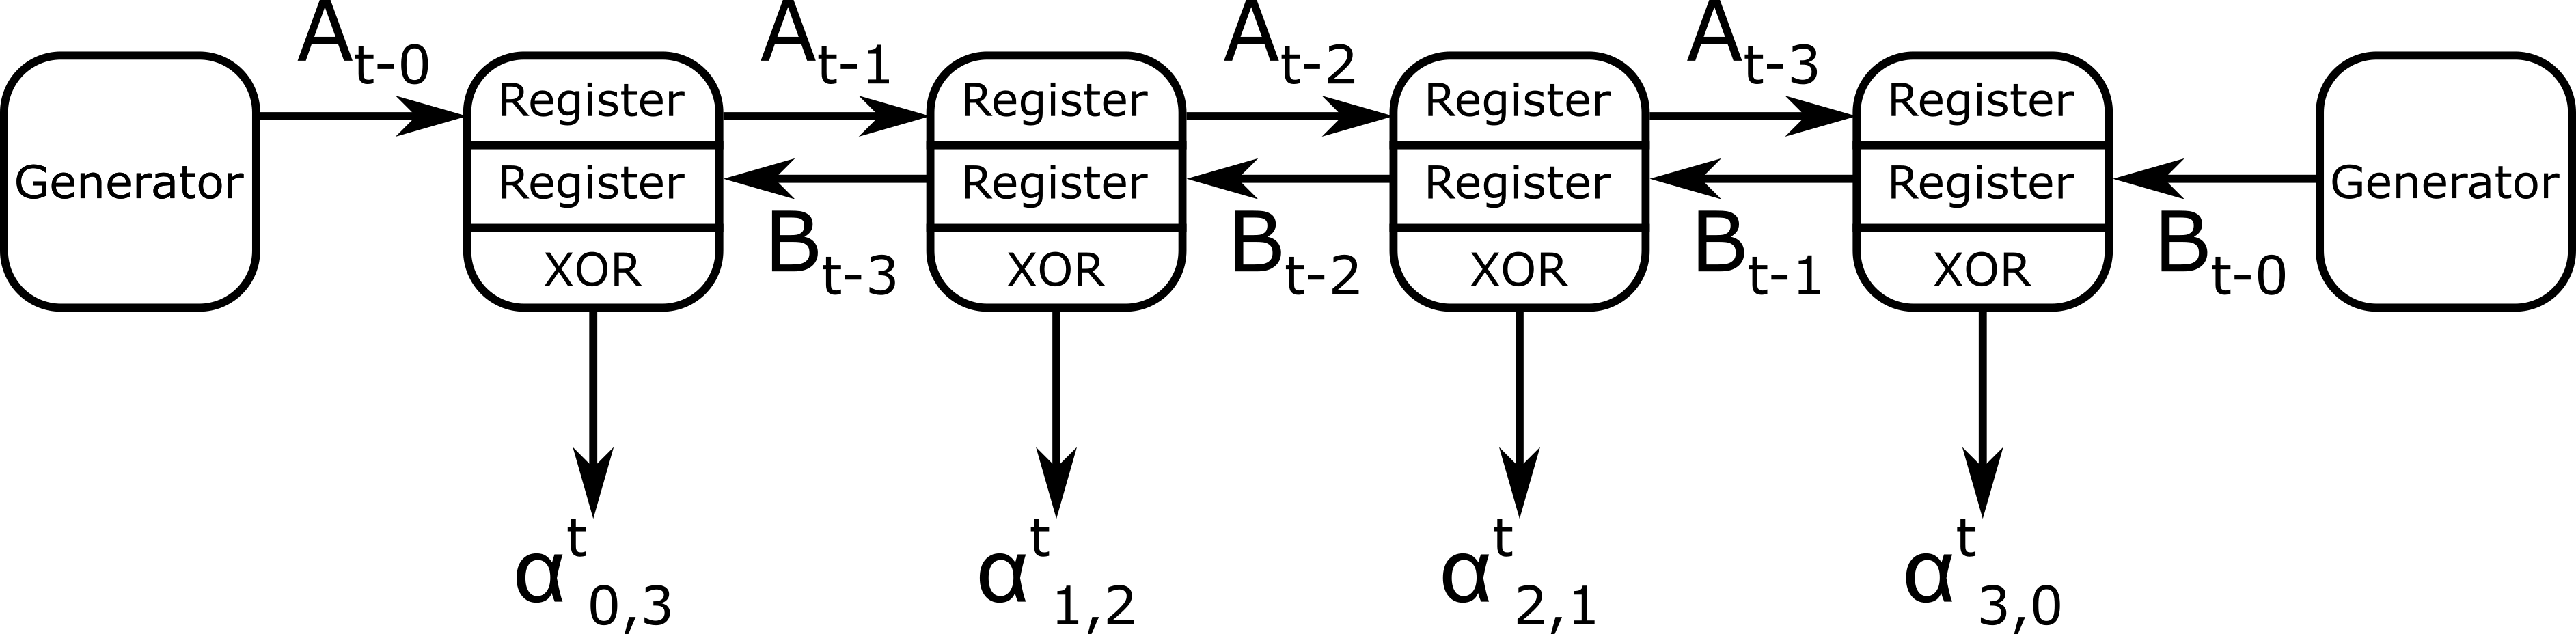 A t-0 A t-1 A t-2 A t-3
Register Register Register Register
Generator Register Register Register Register Generator
B t-3 B t-2 B t-1 B t-0
XOR XOR XOR XOR
α t 0,3 α t 1,2 α t 2,1 α t 3,0